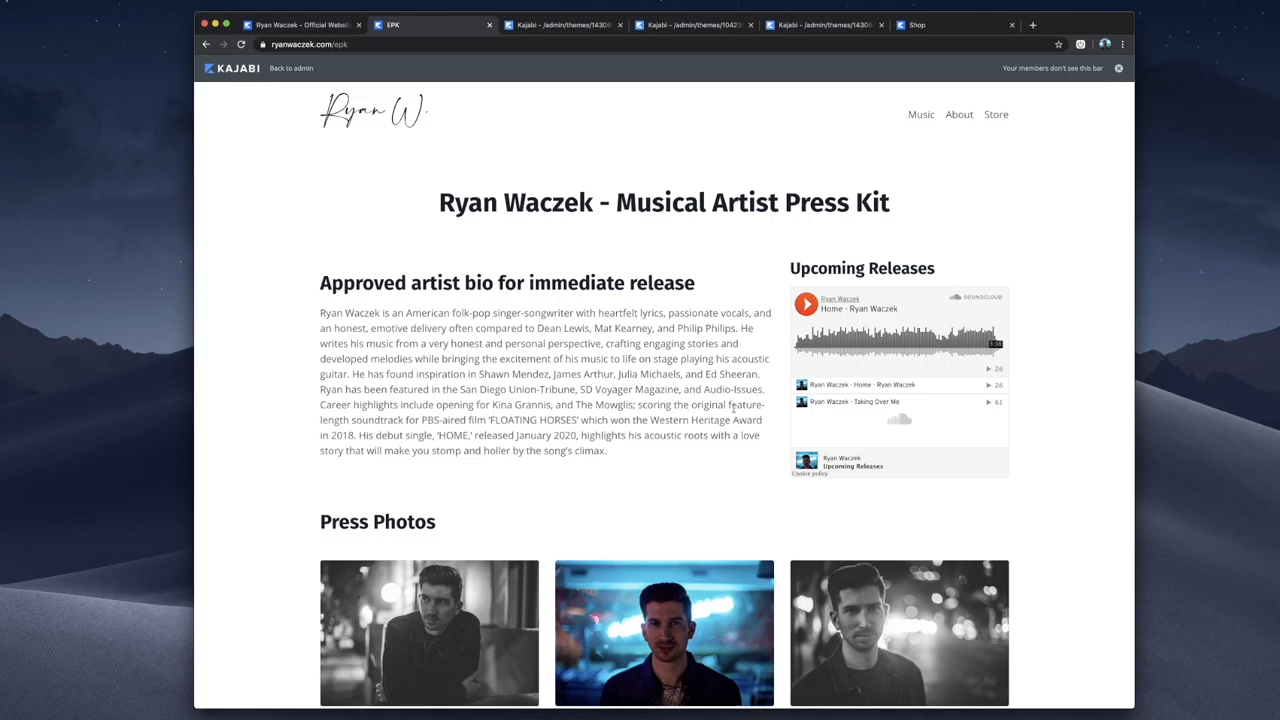 Ryan Waczek - Official Websi
EPK
Kajabi - /admin/themes/14306
Kajabi - /admin/themes/10423
Kajabi - /admin/themes/14306
Shop
ryanwaczek.com/epk
KAJABI
Back to admin
Your members don't see this bar
Ryan W.
Music
About
Store
Ryan Waczek - Musical Artist Press Kit
Approved artist bio for immediate release
Ryan Waczek is an American folk-pop singer-songwriter with heartfelt lyrics, passionate vocals, and
an honest, emotive delivery often compared to Dean Lewis, Mat Kearney, and Philip Philips. He
writes his music from a very honest and personal perspective, crafting engaging stories and
developed melodies while bringing the excitement of his music to life on stage playing his acoustic
guitar. He has found inspiration in Shawn Mendez, James Arthur, Julia Michaels, and Ed Sheeran.
Ryan has been featured in the San Diego Union-Tribune, SD Voyager Magazine, and Audio-Issues.
Career highlights include opening for Kina Grannis, and The Mowglis; scoring the original feature-
length soundtrack for PBS-aired film ‘FLOATING HORSES’ which won the Western Heritage Award
in 2018. His debut single, ‘HOME,’ released January 2020, highlights his acoustic roots with a love
story that will make you stomp and holler by the song’s climax.
Upcoming Releases
Ryan Waczek
Home - Ryan Waczek
SOUNDCLOUD
3:36
26
Ryan Waczek - Home - Ryan Waczek
26
Ryan Waczek - Taking Over Me
61
Ryan Waczek
Upcoming Releases
Cookie policy
Press Photos